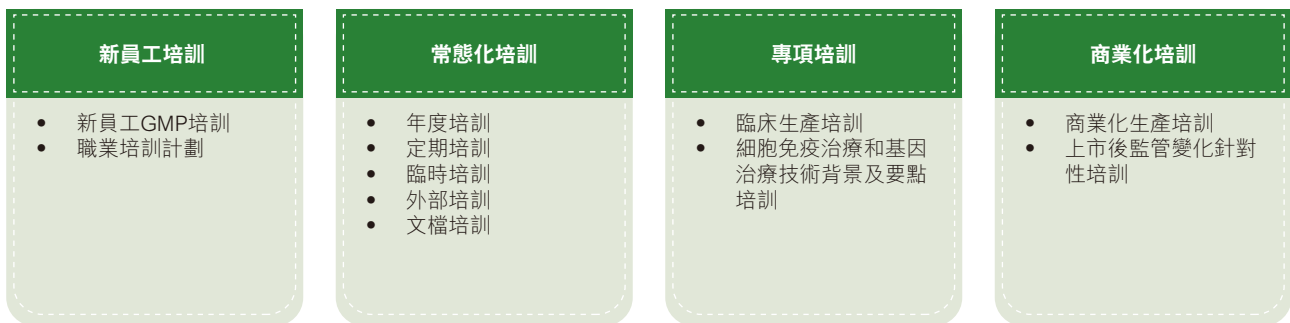 新員工培訓
• 新員工GMP培訓
• 職業培訓計劃
常態化培訓
• 年度培訓
• 定期培訓
• 臨時培訓
• 外部培訓
• 文檔培訓
專項培訓
• 臨床生產培訓
• 細胞免疫治療和基因
治療技術背景及要點
培訓
商業化培訓
• 商業化生產培訓
• 上市後監管變化針對
性培訓